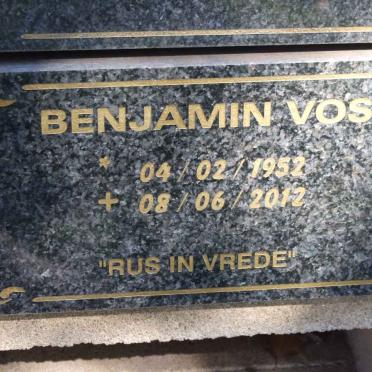 BENJAMIN VOS
* 04/02/1952
+ 08/06/2012
"RUS IN VREDE"